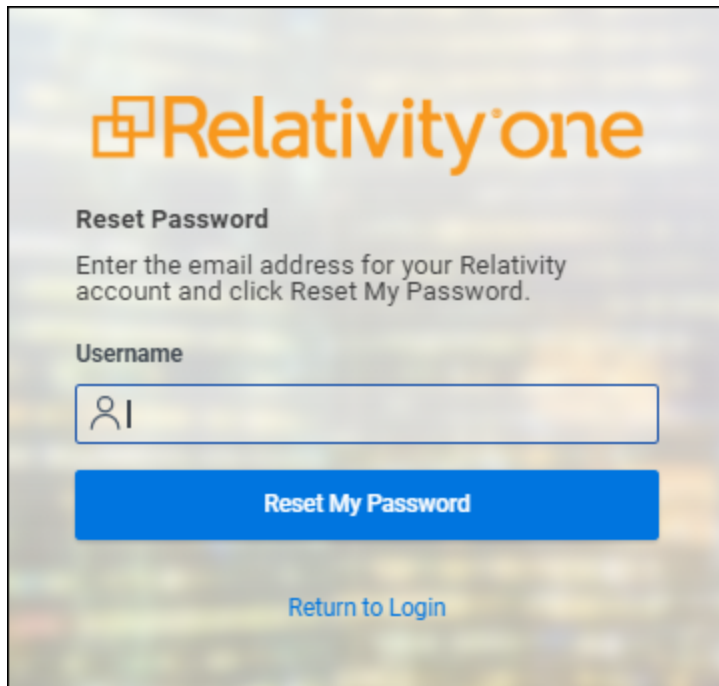 Relativity one
Reset Password
Enter the email address for your Relativity
account and click Reset My Password.
Username
Reset My Password
Return to Login